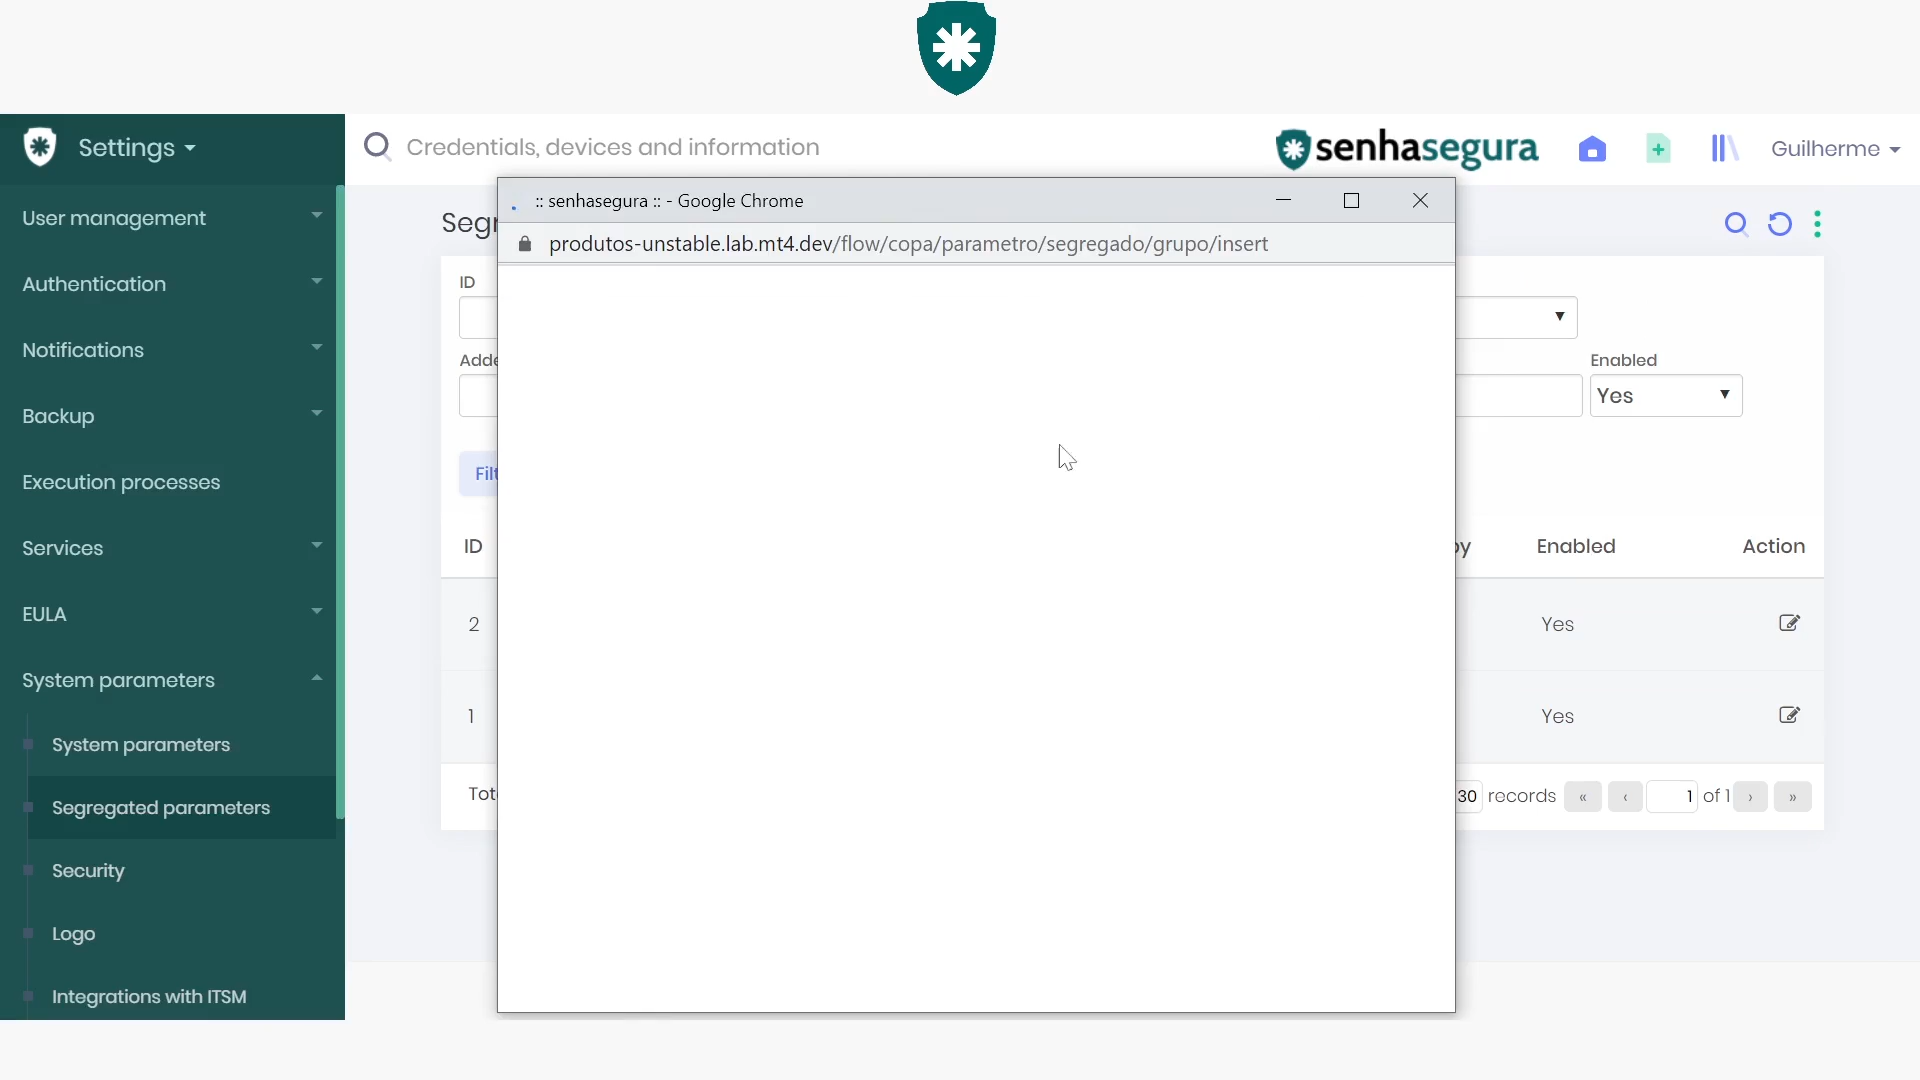 Settings
Credentials, devices and information
senhasegura
Guilherme
User management
Authentication
Notifications
Backup
Execution processes
Services
EULA
System parameters
System parameters
Segregated parameters
Security
Logo
Integrations with ITSM
Segr
:: senhasegura :: - Google Chrome
produtos-unstable.lab.mt4.dev/flow/copa/parametro/segregado/grupo/insert
ID
Adde
Enabled
Yes
Filt
ID
by
Enabled
Action
2
Yes
1
Yes
Tot
30 records
«
‹
1 of 1
›
»